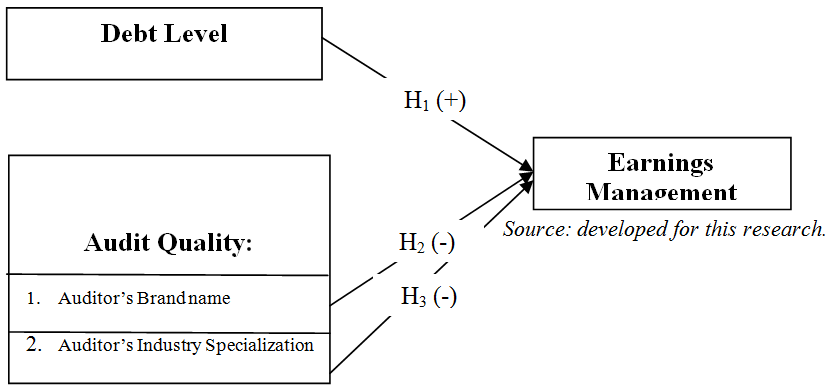 Debt Level
H₁ (+)
Earnings
Management
Source: developed for this research.
Audit Quality:
H₂ (-)
1. Auditor's Brand name
H₃ (-)
2. Auditor's Industry Specialization